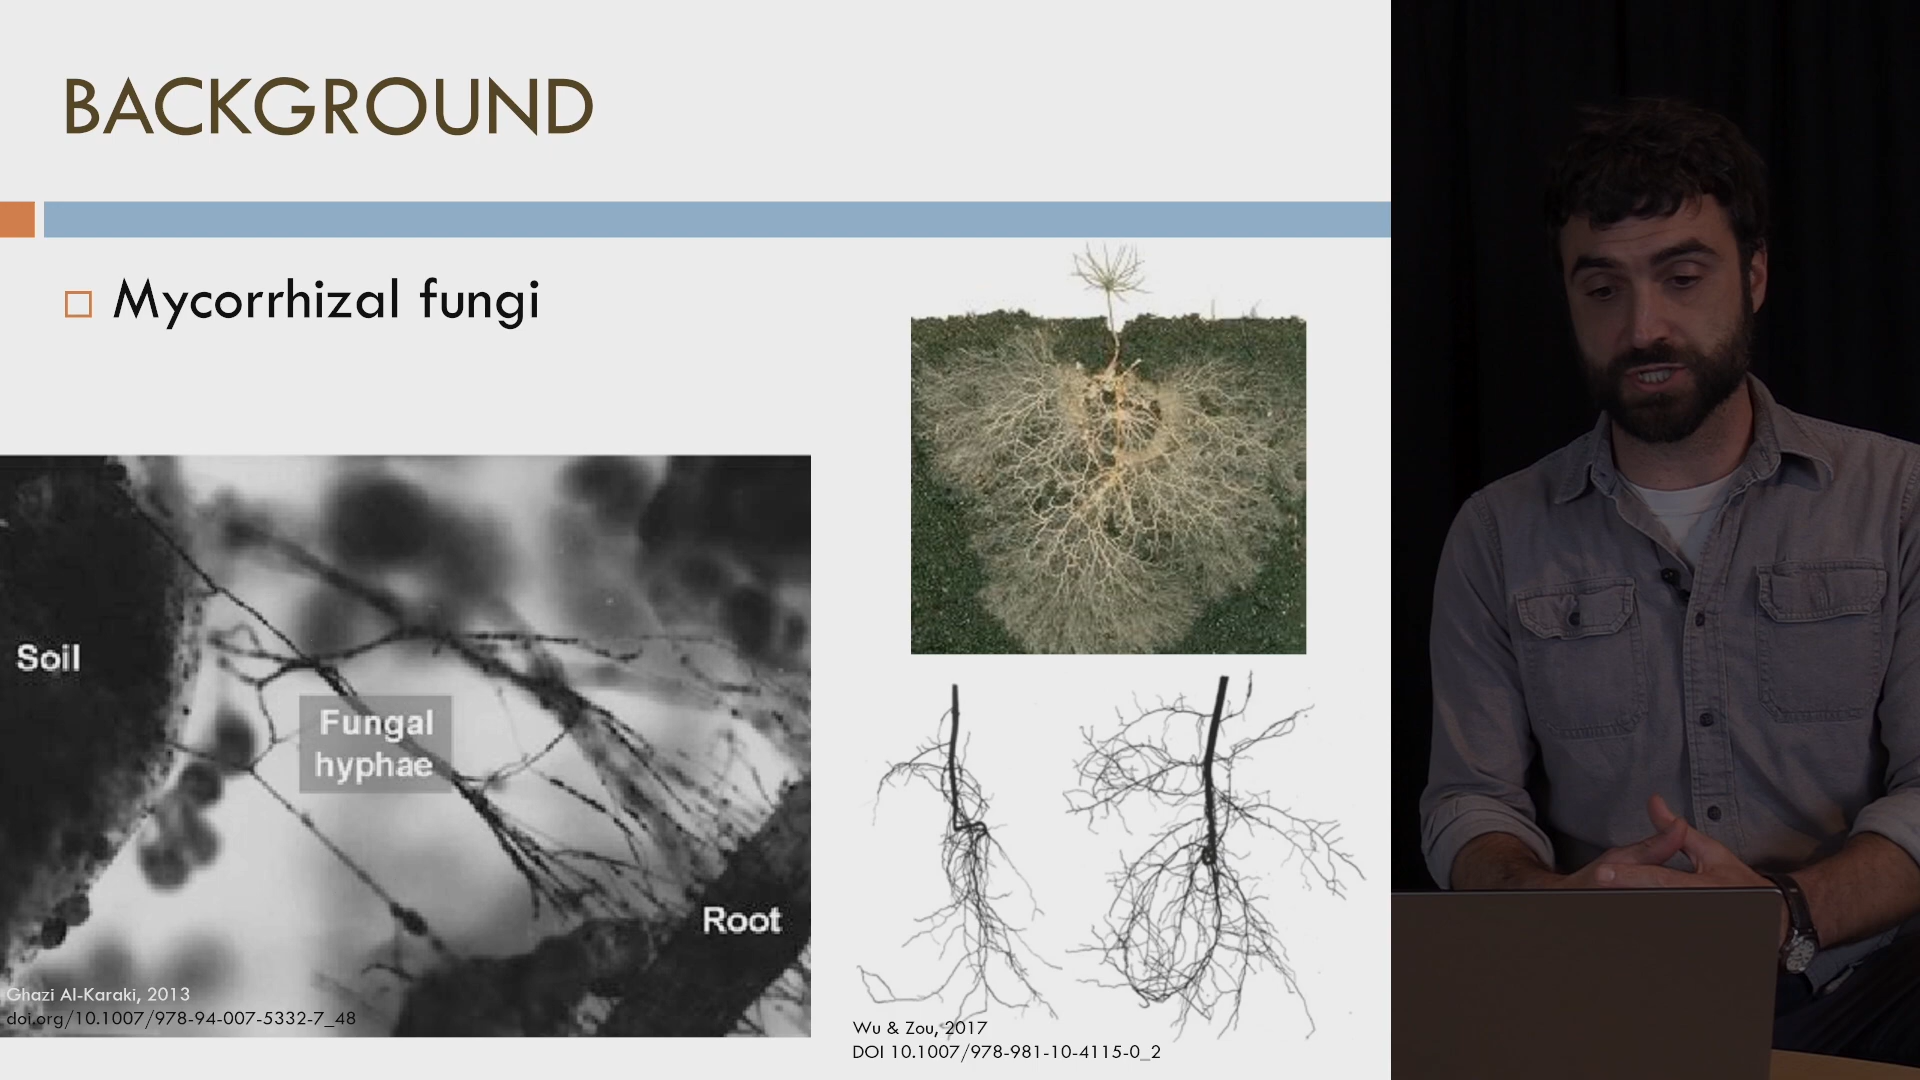 BACKGROUND
Mycorrhizal fungi
Soil
Fungal
hyphae
Root
Ghazi Al-Karaki, 2013
doi.org/10.1007/978-94-007-5332-7_48
Wu & Zou, 2017
DOI 10.1007/978-981-10-4115-0_2